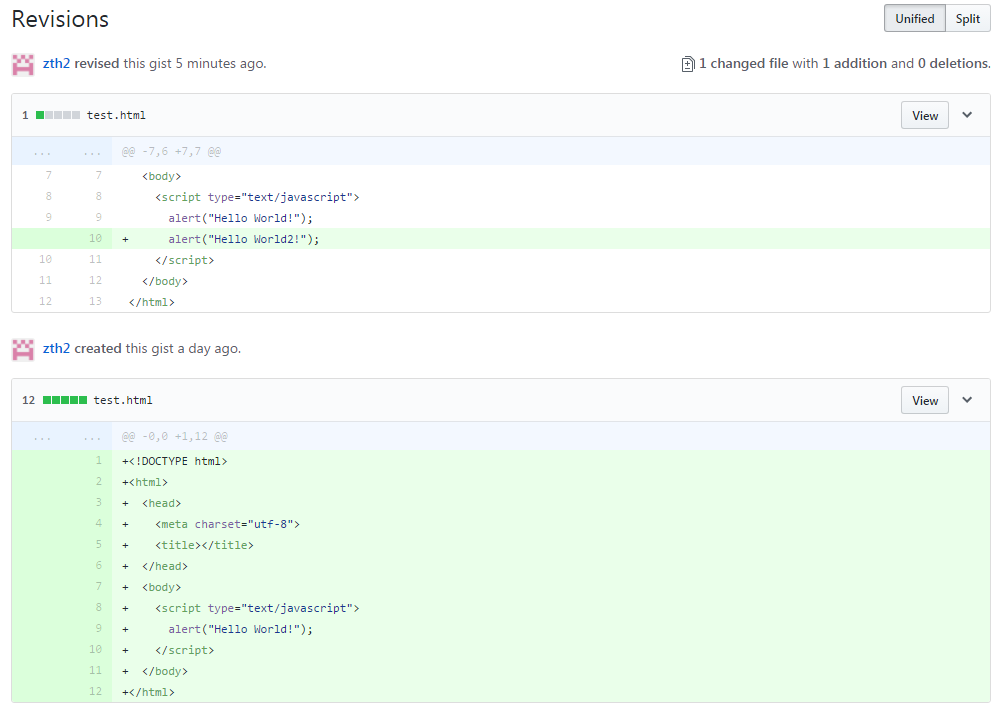 Revisions
Unified Split
zth2 revised this gist 5 minutes ago.
1 changed file with 1 addition and 0 deletions.
1 test.html View
... ... @@ -7,6 +7,7 @@
7 7 <body>
8 8 <script type="text/javascript">
9 9 alert("Hello World!");
10 + alert("Hello World2!");
10 11 </script>
11 12 </body>
12 13 </html>
zth2 created this gist a day ago.
12 test.html View
... ... @@ -0,0 +1,12 @@
1 +<!DOCTYPE html>
2 +<html>
3 + <head>
4 + <meta charset="utf-8">
5 + <title></title>
6 + </head>
7 + <body>
8 + <script type="text/javascript">
9 + alert("Hello World!");
10 + </script>
11 + </body>
12 +</html>